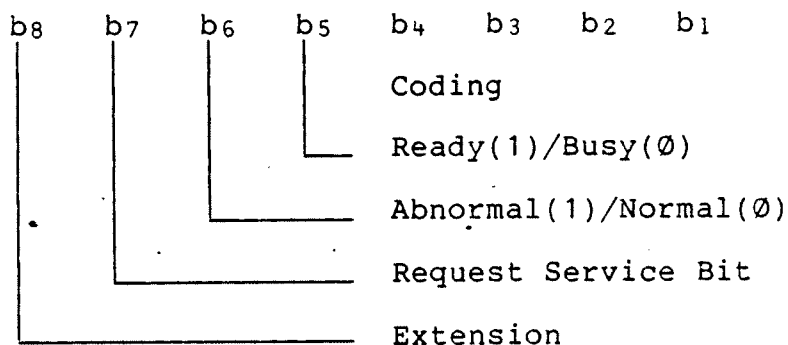 b8 b7 b6 b5 b4 b3 b2 b1
Coding
Ready(1)/Busy(Ø)
Abnormal(1)/Normal(Ø)
Request Service Bit
Extension